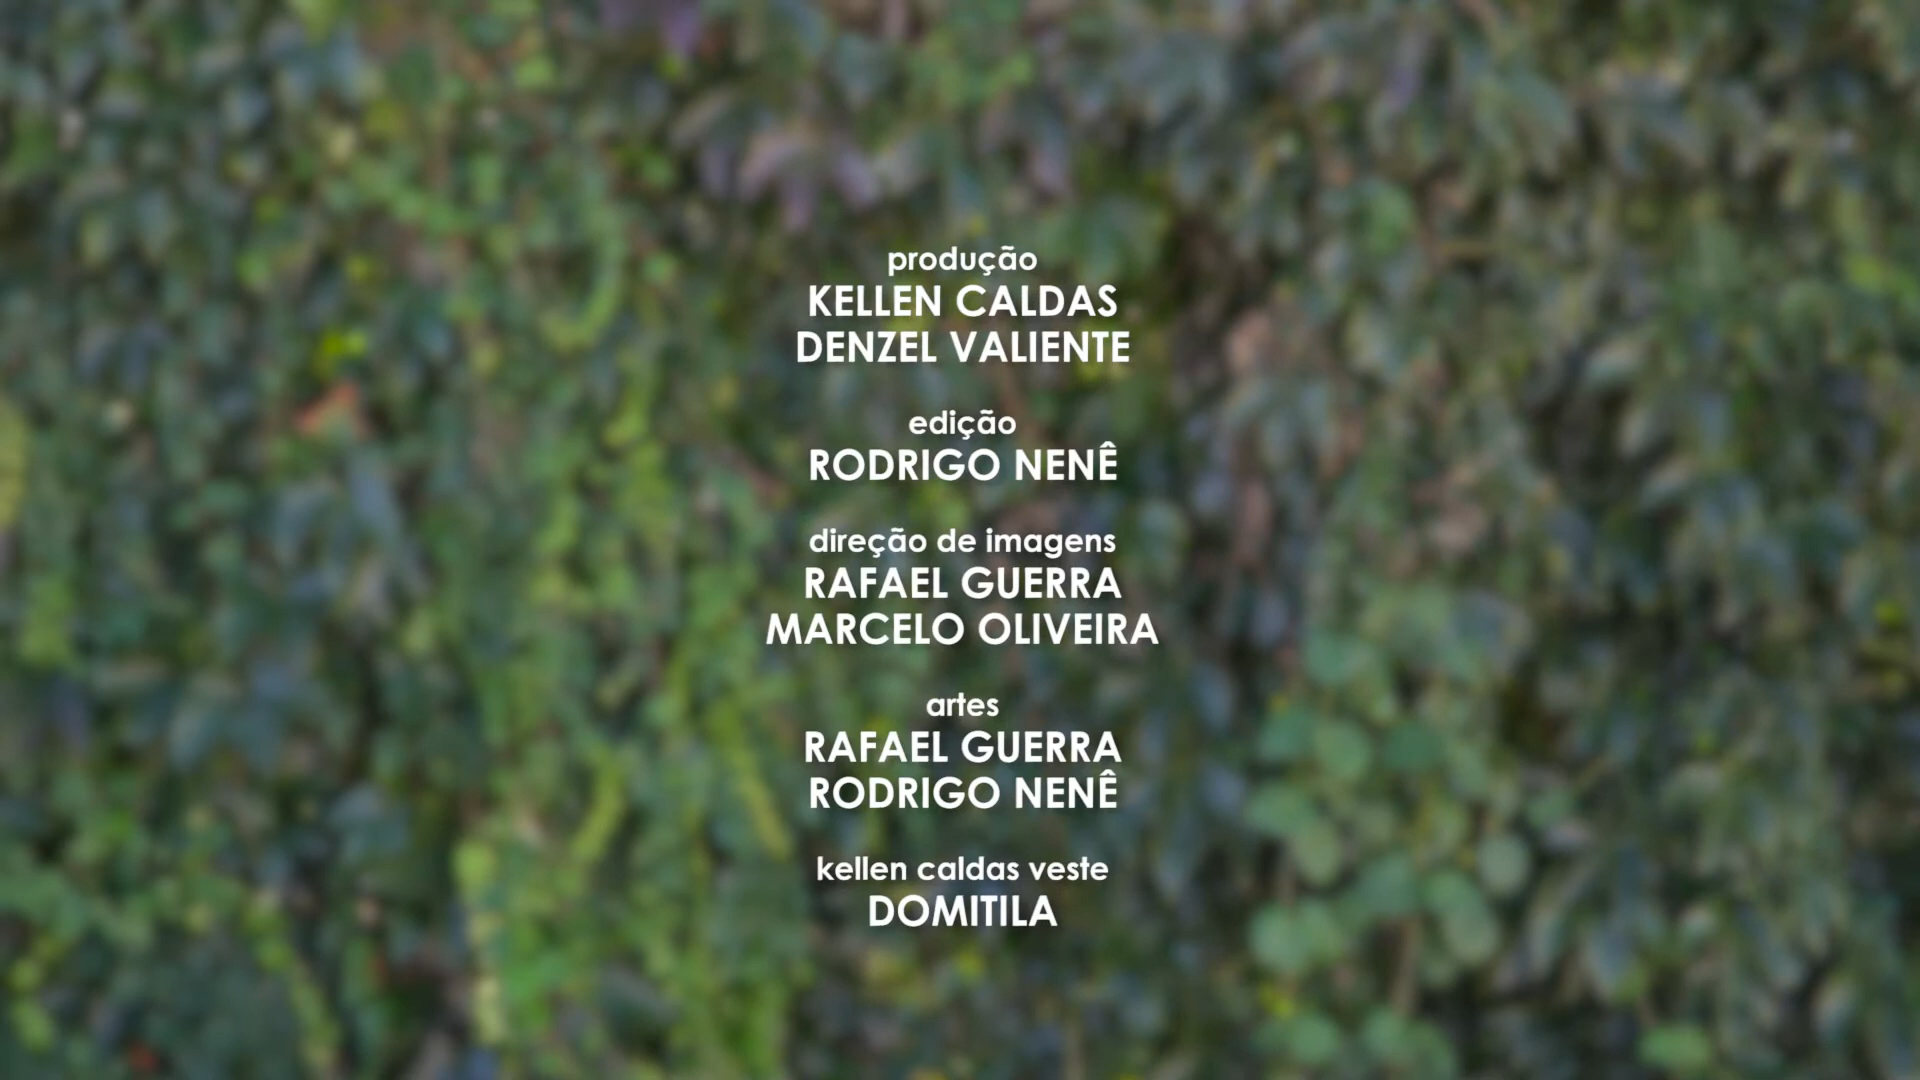 produção
KELLEN CALDAS
DENZEL VALIENTE
edição
RODRIGO NENÊ
direção de imagens
RAFAEL GUERRA
MARCELO OLIVEIRA
artes
RAFAEL GUERRA
RODRIGO NENÊ
kellen caldas veste
DOMITILA